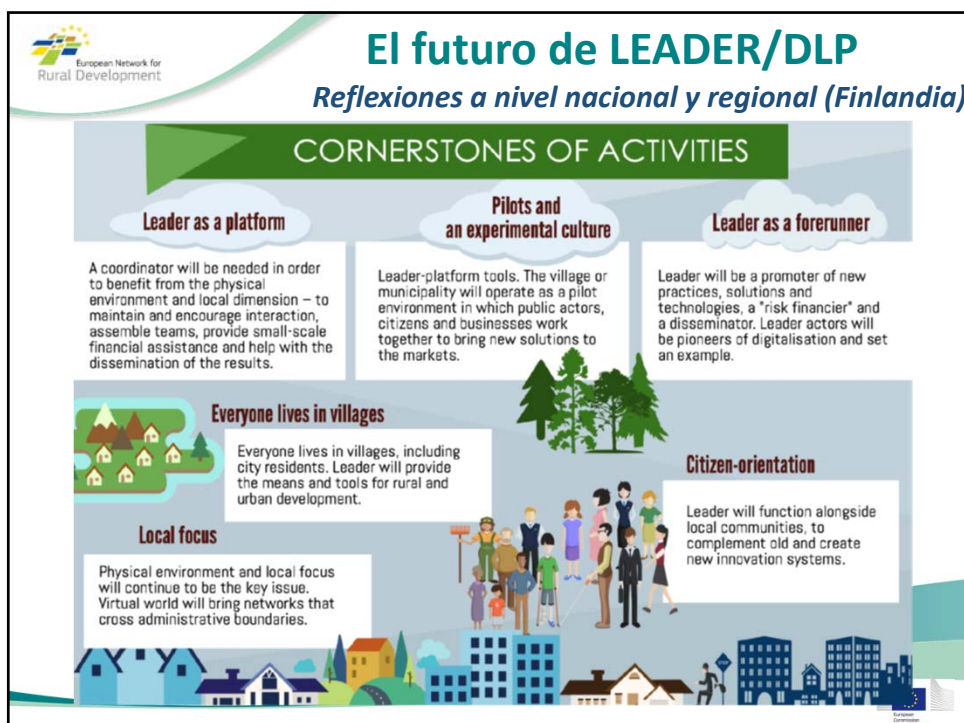 European Network for
Rural Development
El futuro de LEADER/DLP
Reflexiones a nivel nacional y regional (Finlandia)
CORNERSTONES OF ACTIVITIES
Leader as a platform
A coordinator will be needed in order
to benefit from the physical
environment and local dimension – to
maintain and encourage interaction,
assemble teams, provide small-scale
financial assistance and help with the
dissemination of the results.
Pilots and
an experimental culture
Leader-platform tools. The village or
municipality will operate as a pilot
environment in which public actors,
citizens and businesses work
together to bring new solutions to
the markets.
Leader as a forerunner
Leader will be a promoter of new
practices, solutions and
technologies, a "risk financier" and
a disseminator. Leader actors will
be pioneers of digitalisation and set
an example.
Everyone lives in villages
Everyone lives in villages, including
city residents. Leader will provide
the means and tools for rural and
urban development.
Citizen-orientation
Leader will function alongside
local communities, to
complement old and create
new innovation systems.
Local focus
Physical environment and local focus
will continue to be the key issue.
Virtual world will bring networks that
cross administrative boundaries.
STOP
European
Commission